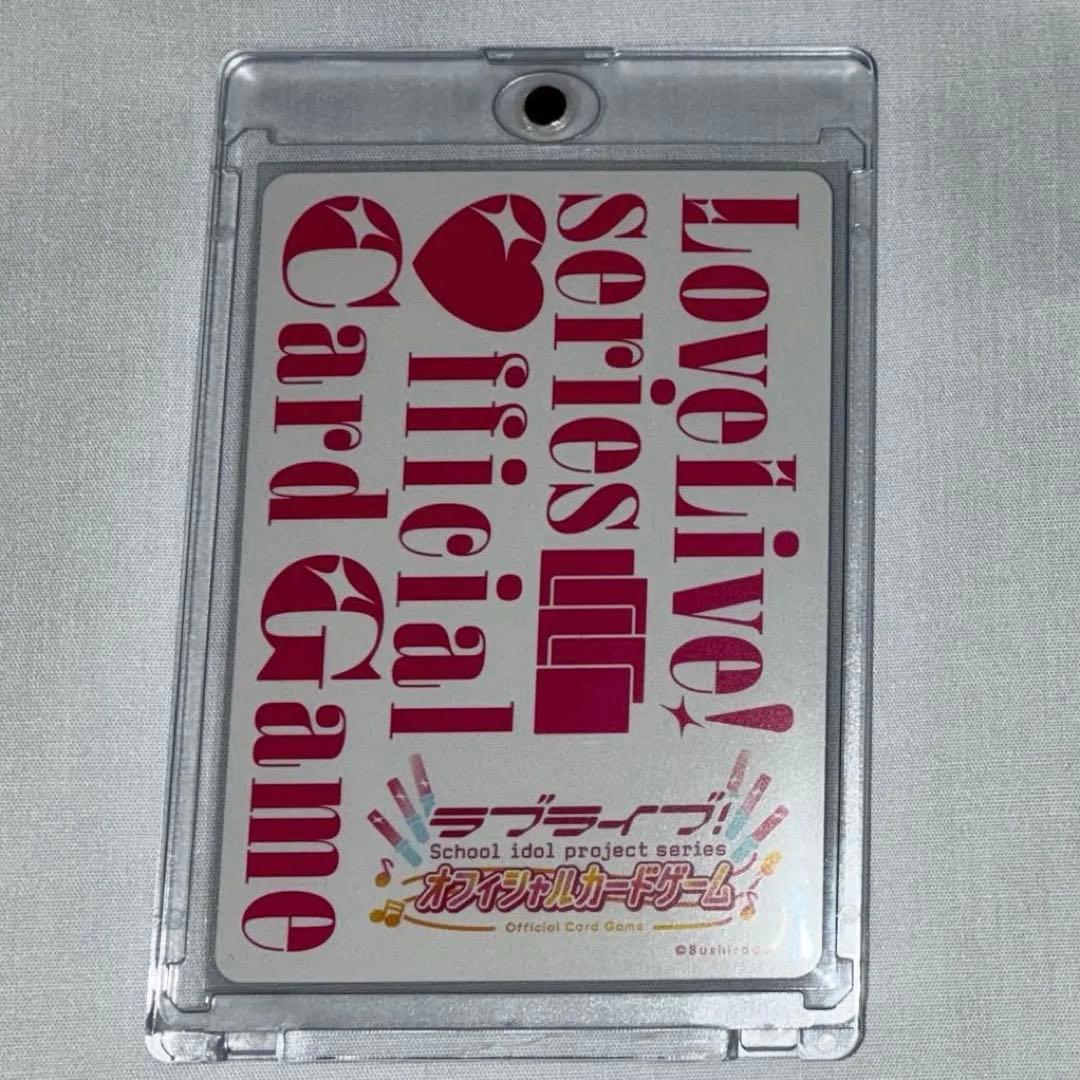 LoveLive!
series
Official
Card Game
ラブライブ!
School idol project series
オフィシャルカードゲーム
Official Card Game
©Bushiroad